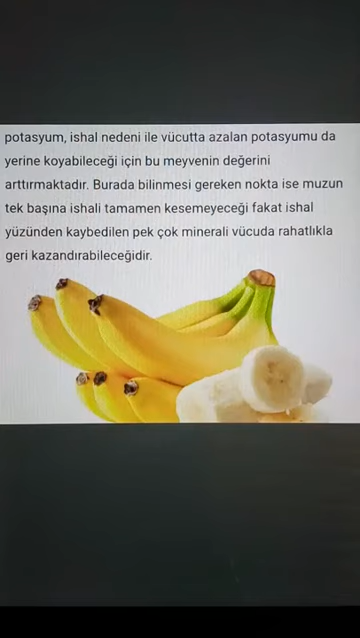 potasyum, ishal nedeni ile vücutta azalan potasyumu da
yerine koyabileceği için bu meyvenin değerini
arttırmaktadır. Burada bilinmesi gereken nokta ise muzun
tek başına ishali tamamen kesemeyeceği fakat ishal
yüzünden kaybedilen pek çok minerali vücuda rahatlıkla
geri kazandırabileceğidir.